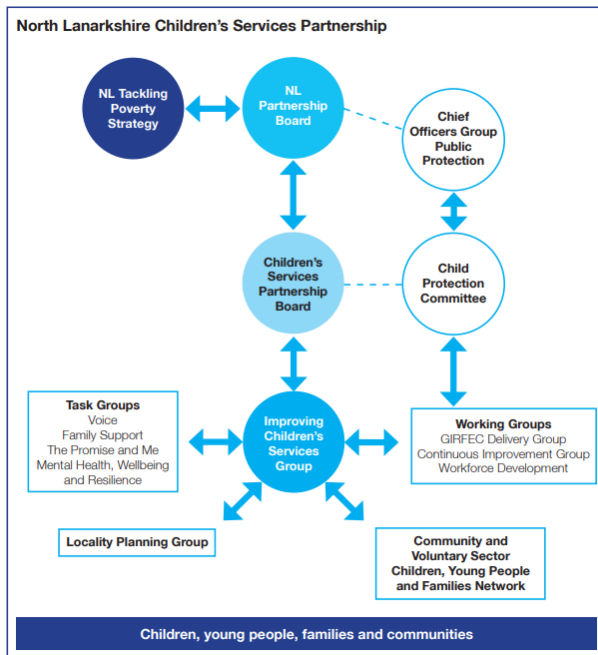 North Lanarkshire Children’s Services Partnership
NL Tackling
Poverty
Strategy
NL
Partnership
Board
Chief
Officers Group
Public
Protection
Children’s
Services
Partnership
Board
Child
Protection
Committee
Task Groups
Voice
Family Support
The Promise and Me
Mental Health, Wellbeing
and Resilience
Improving
Children’s
Services
Group
Working Groups
GIRFEC Delivery Group
Continuous Improvement Group
Workforce Development
Locality Planning Group
Community and
Voluntary Sector
Children, Young People
and Families Network
Children, young people, families and communities